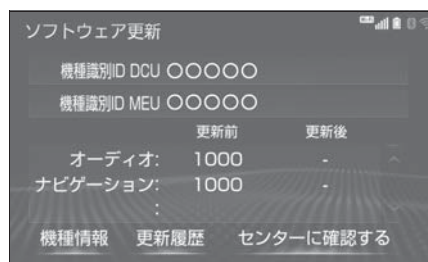 ソフトウェア更新
機種識別ID DCU 〇〇〇〇〇
機種識別ID MEU 〇〇〇〇〇
更新前 更新後
オーディオ: 1000 -
ナビゲーション: 1000 -
:
機種情報 更新履歴 センターに確認する